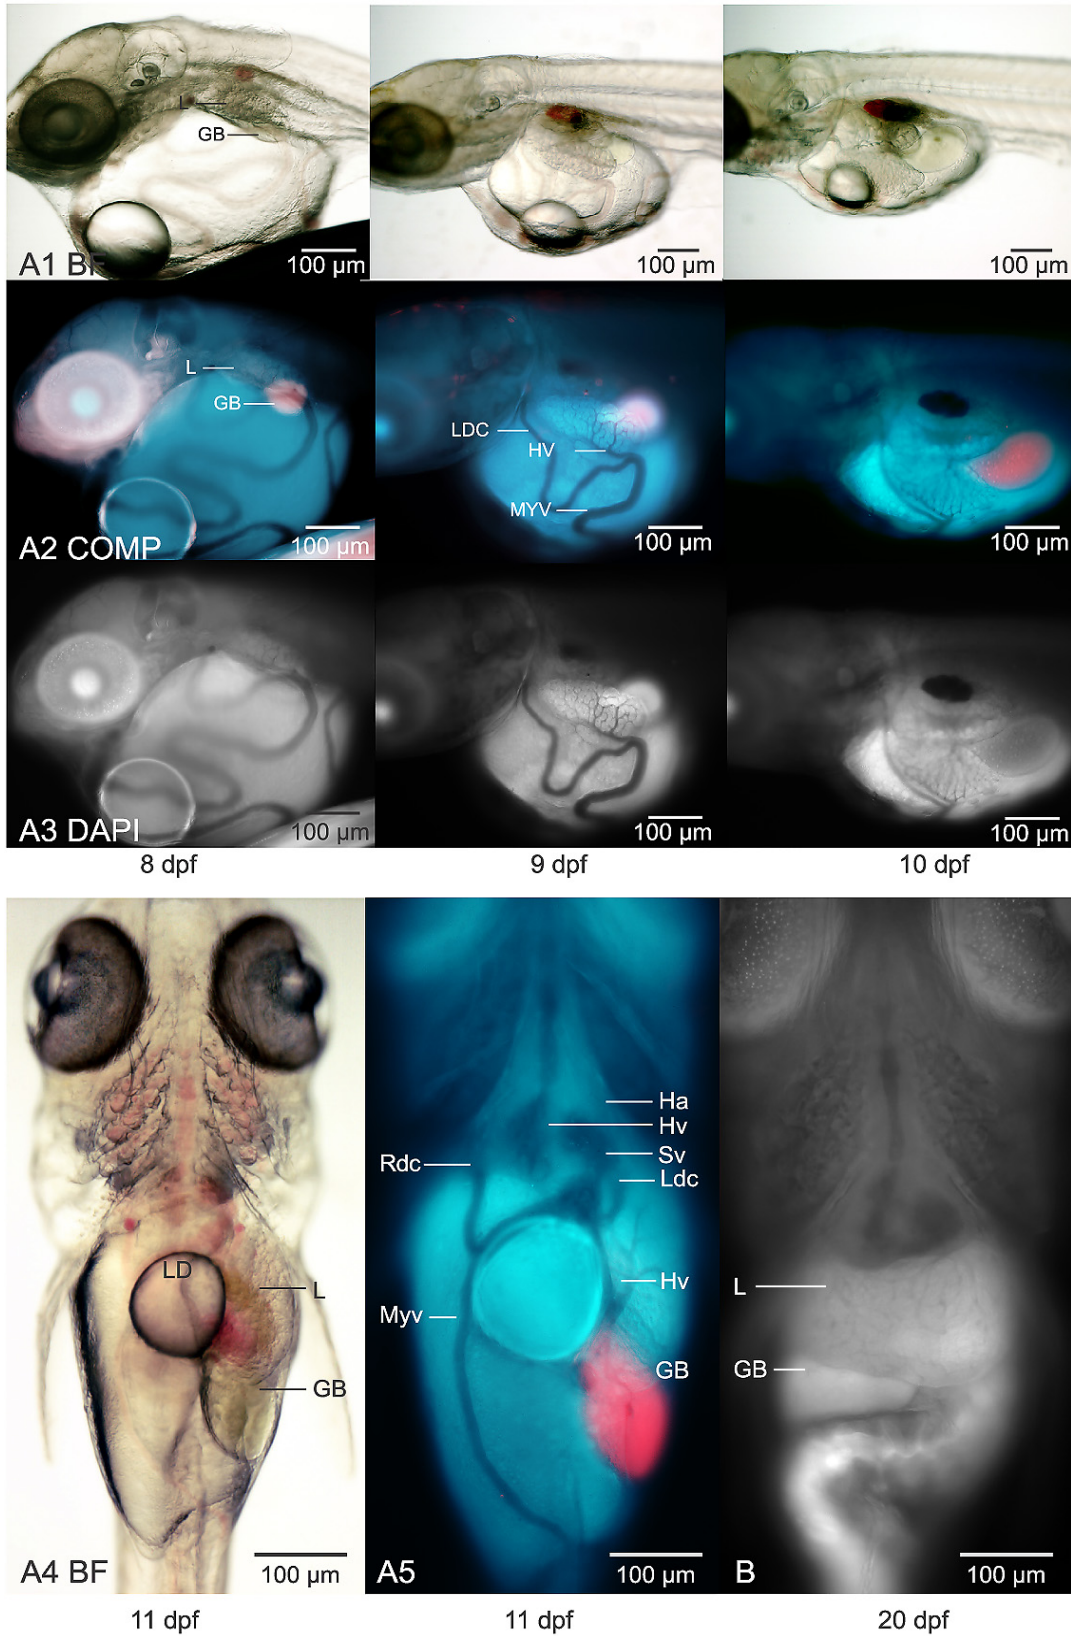 L
GB
A1 BF
100 µm
100 µm
100 µm
L
GB
A2 COMP
100 µm
LDC
HV
MYV
100 µm
100 µm
A3 DAPI
100 µm
100 µm
100 µm
8 dpf
9 dpf
10 dpf
LD
L
GB
A4 BF
100 µm
Ha
Hv
Sv
Rdc
Ldc
Hv
Myv
GB
A5
100 µm
L
GB
B
100 µm
11 dpf
11 dpf
20 dpf